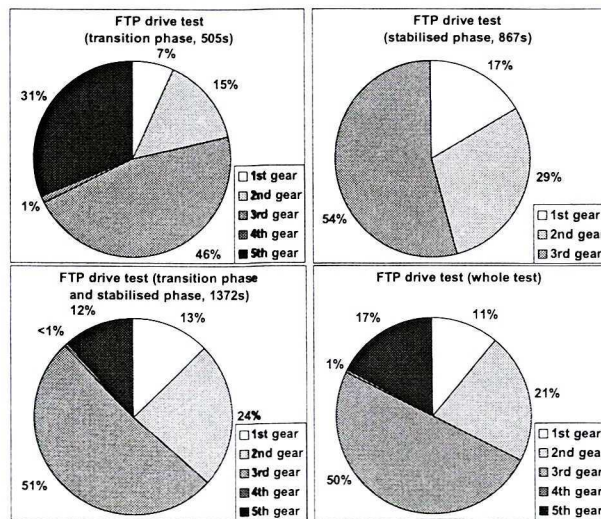 FTP drive test
(transition phase, 505s)
7%
15%
31%
1%
46%
1st gear
2nd gear
3rd gear
4th gear
5th gear
FTP drive test
(stabilised phase, 867s)
17%
29%
54%
1st gear
2nd gear
3rd gear
FTP drive test (transition phase
and stabilised phase, 1372s)
12%
13%
<1%
24%
51%
1st gear
2nd gear
3rd gear
4th gear
5th gear
FTP drive test (whole test)
17%
11%
1%
21%
50%
1st gear
2nd gear
3rd gear
4th gear
5th gear